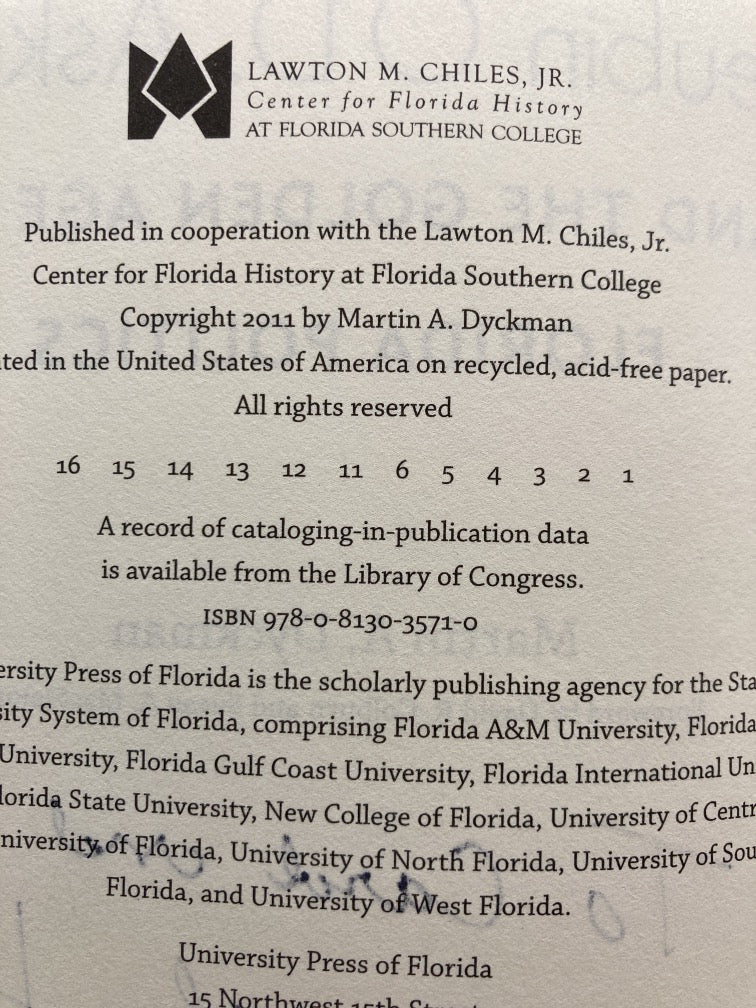 LAWTON M. CHILES, JR.
Center for Florida History
AT FLORIDA SOUTHERN COLLEGE
Published in cooperation with the Lawton M. Chiles, Jr.
Center for Florida History at Florida Southern College
Copyright 2011 by Martin A. Dyckman
ted in the United States of America on recycled, acid-free paper.
All rights reserved
16 15 14 13 12 11 6 5 4 3 2 1
A record of cataloging-in-publication data
is available from the Library of Congress.
ISBN 978-0-8130-3571-0
ersity Press of Florida is the scholarly publishing agency for the Sta
sity System of Florida, comprising Florida A&M University, Florida
University, Florida Gulf Coast University, Florida International Un
lorida State University, New College of Florida, University of Centr
niversity of Florida, University of North Florida, University of Sou
Florida, and University of West Florida.
University Press of Florida
15 Northwest 15th Street